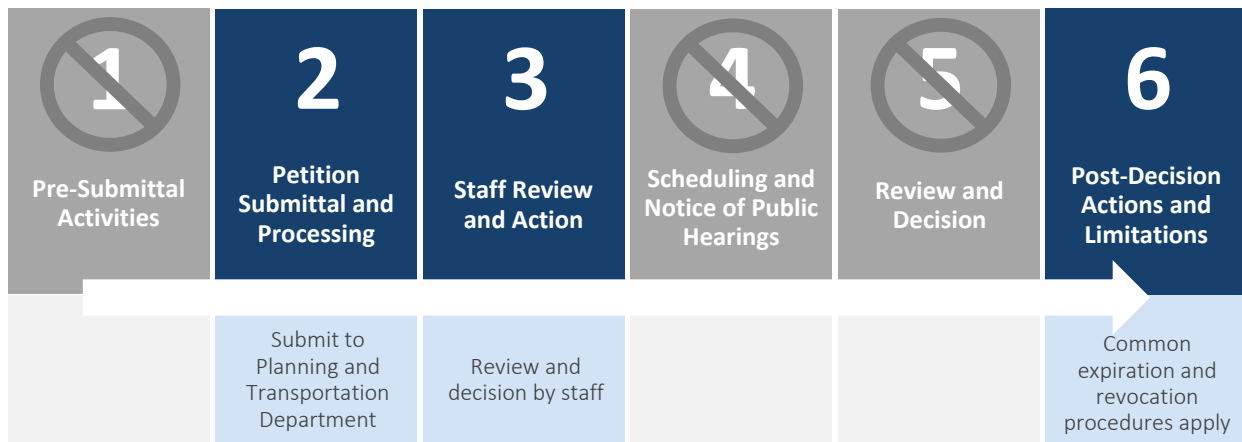 1
Pre-Submittal
Activities
2
Petition
Submittal and
Processing
Submit to
Planning and
Transportation
Department
3
Staff Review
and Action
Review and
decision by staff
4
Scheduling and
Notice of Public
Hearings
5
Review and
Decision
6
Post-Decision
Actions and
Limitations
Common
expiration and
revocation
procedures apply